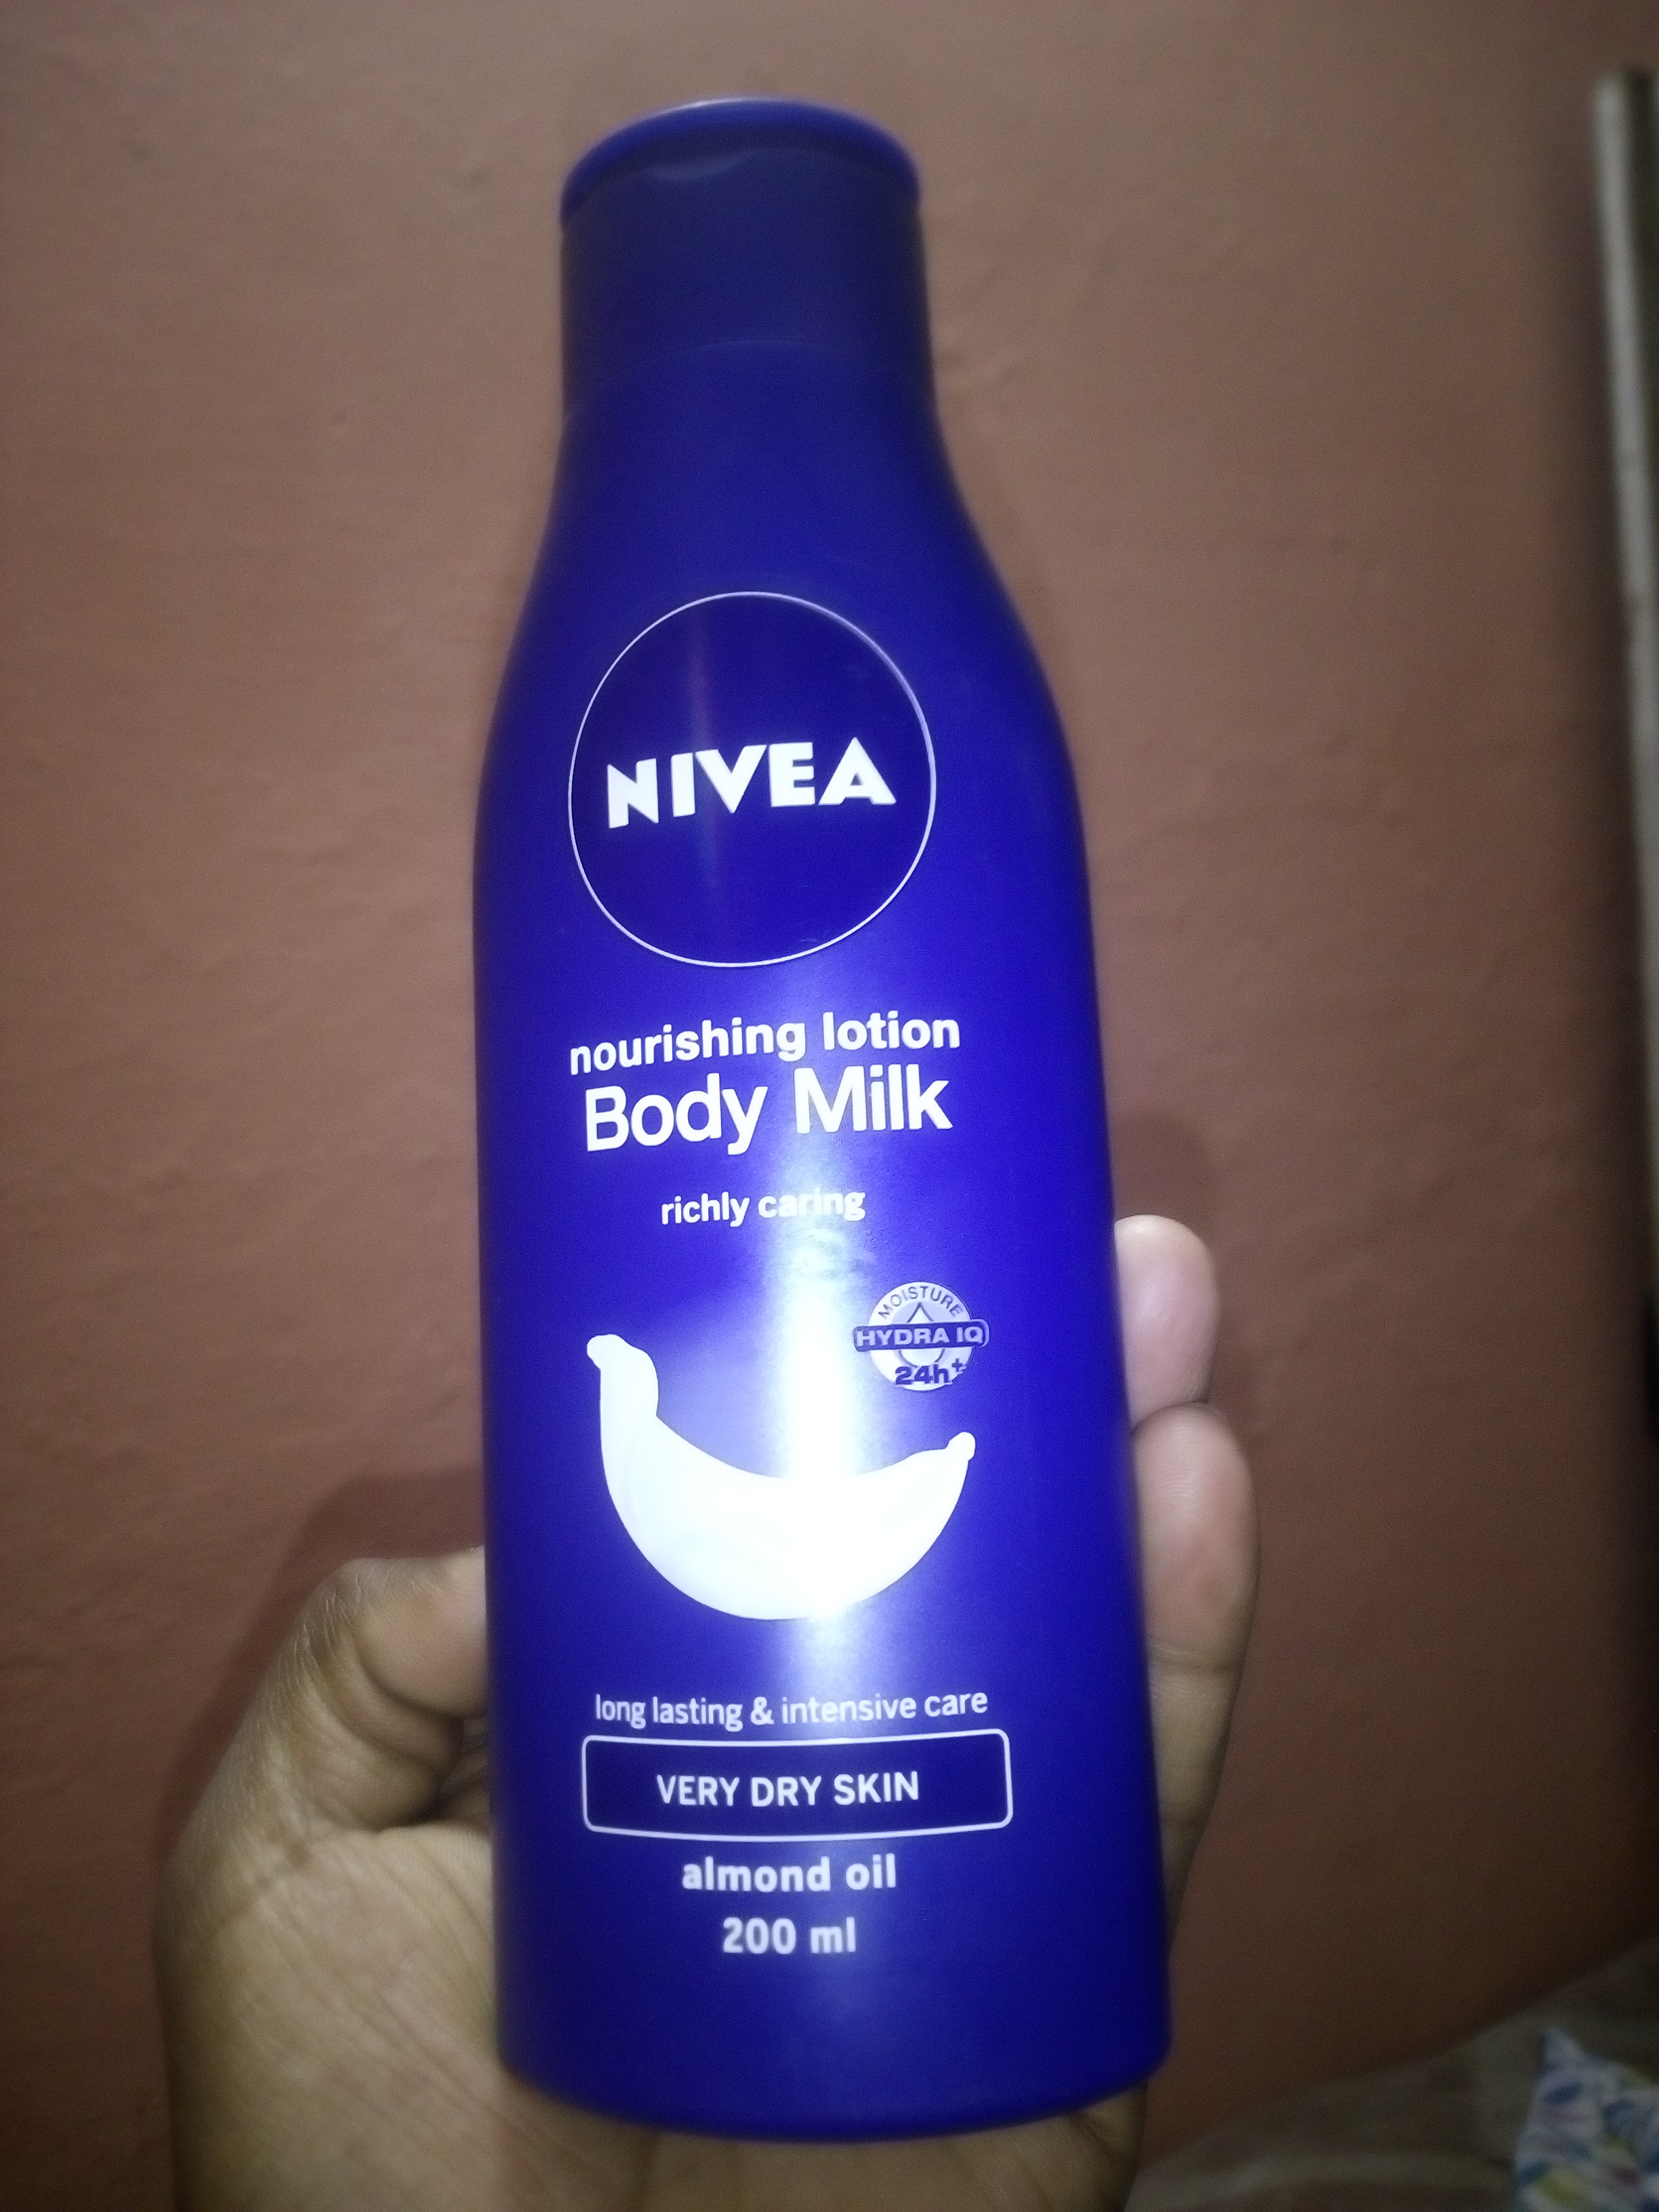 NIVEA
nourishing lotion
Body Milk
richly caring
MOISTURE
HYDRA IQ
24h+
long lasting & intensive care
VERY DRY SKIN
almond oil
200 ml